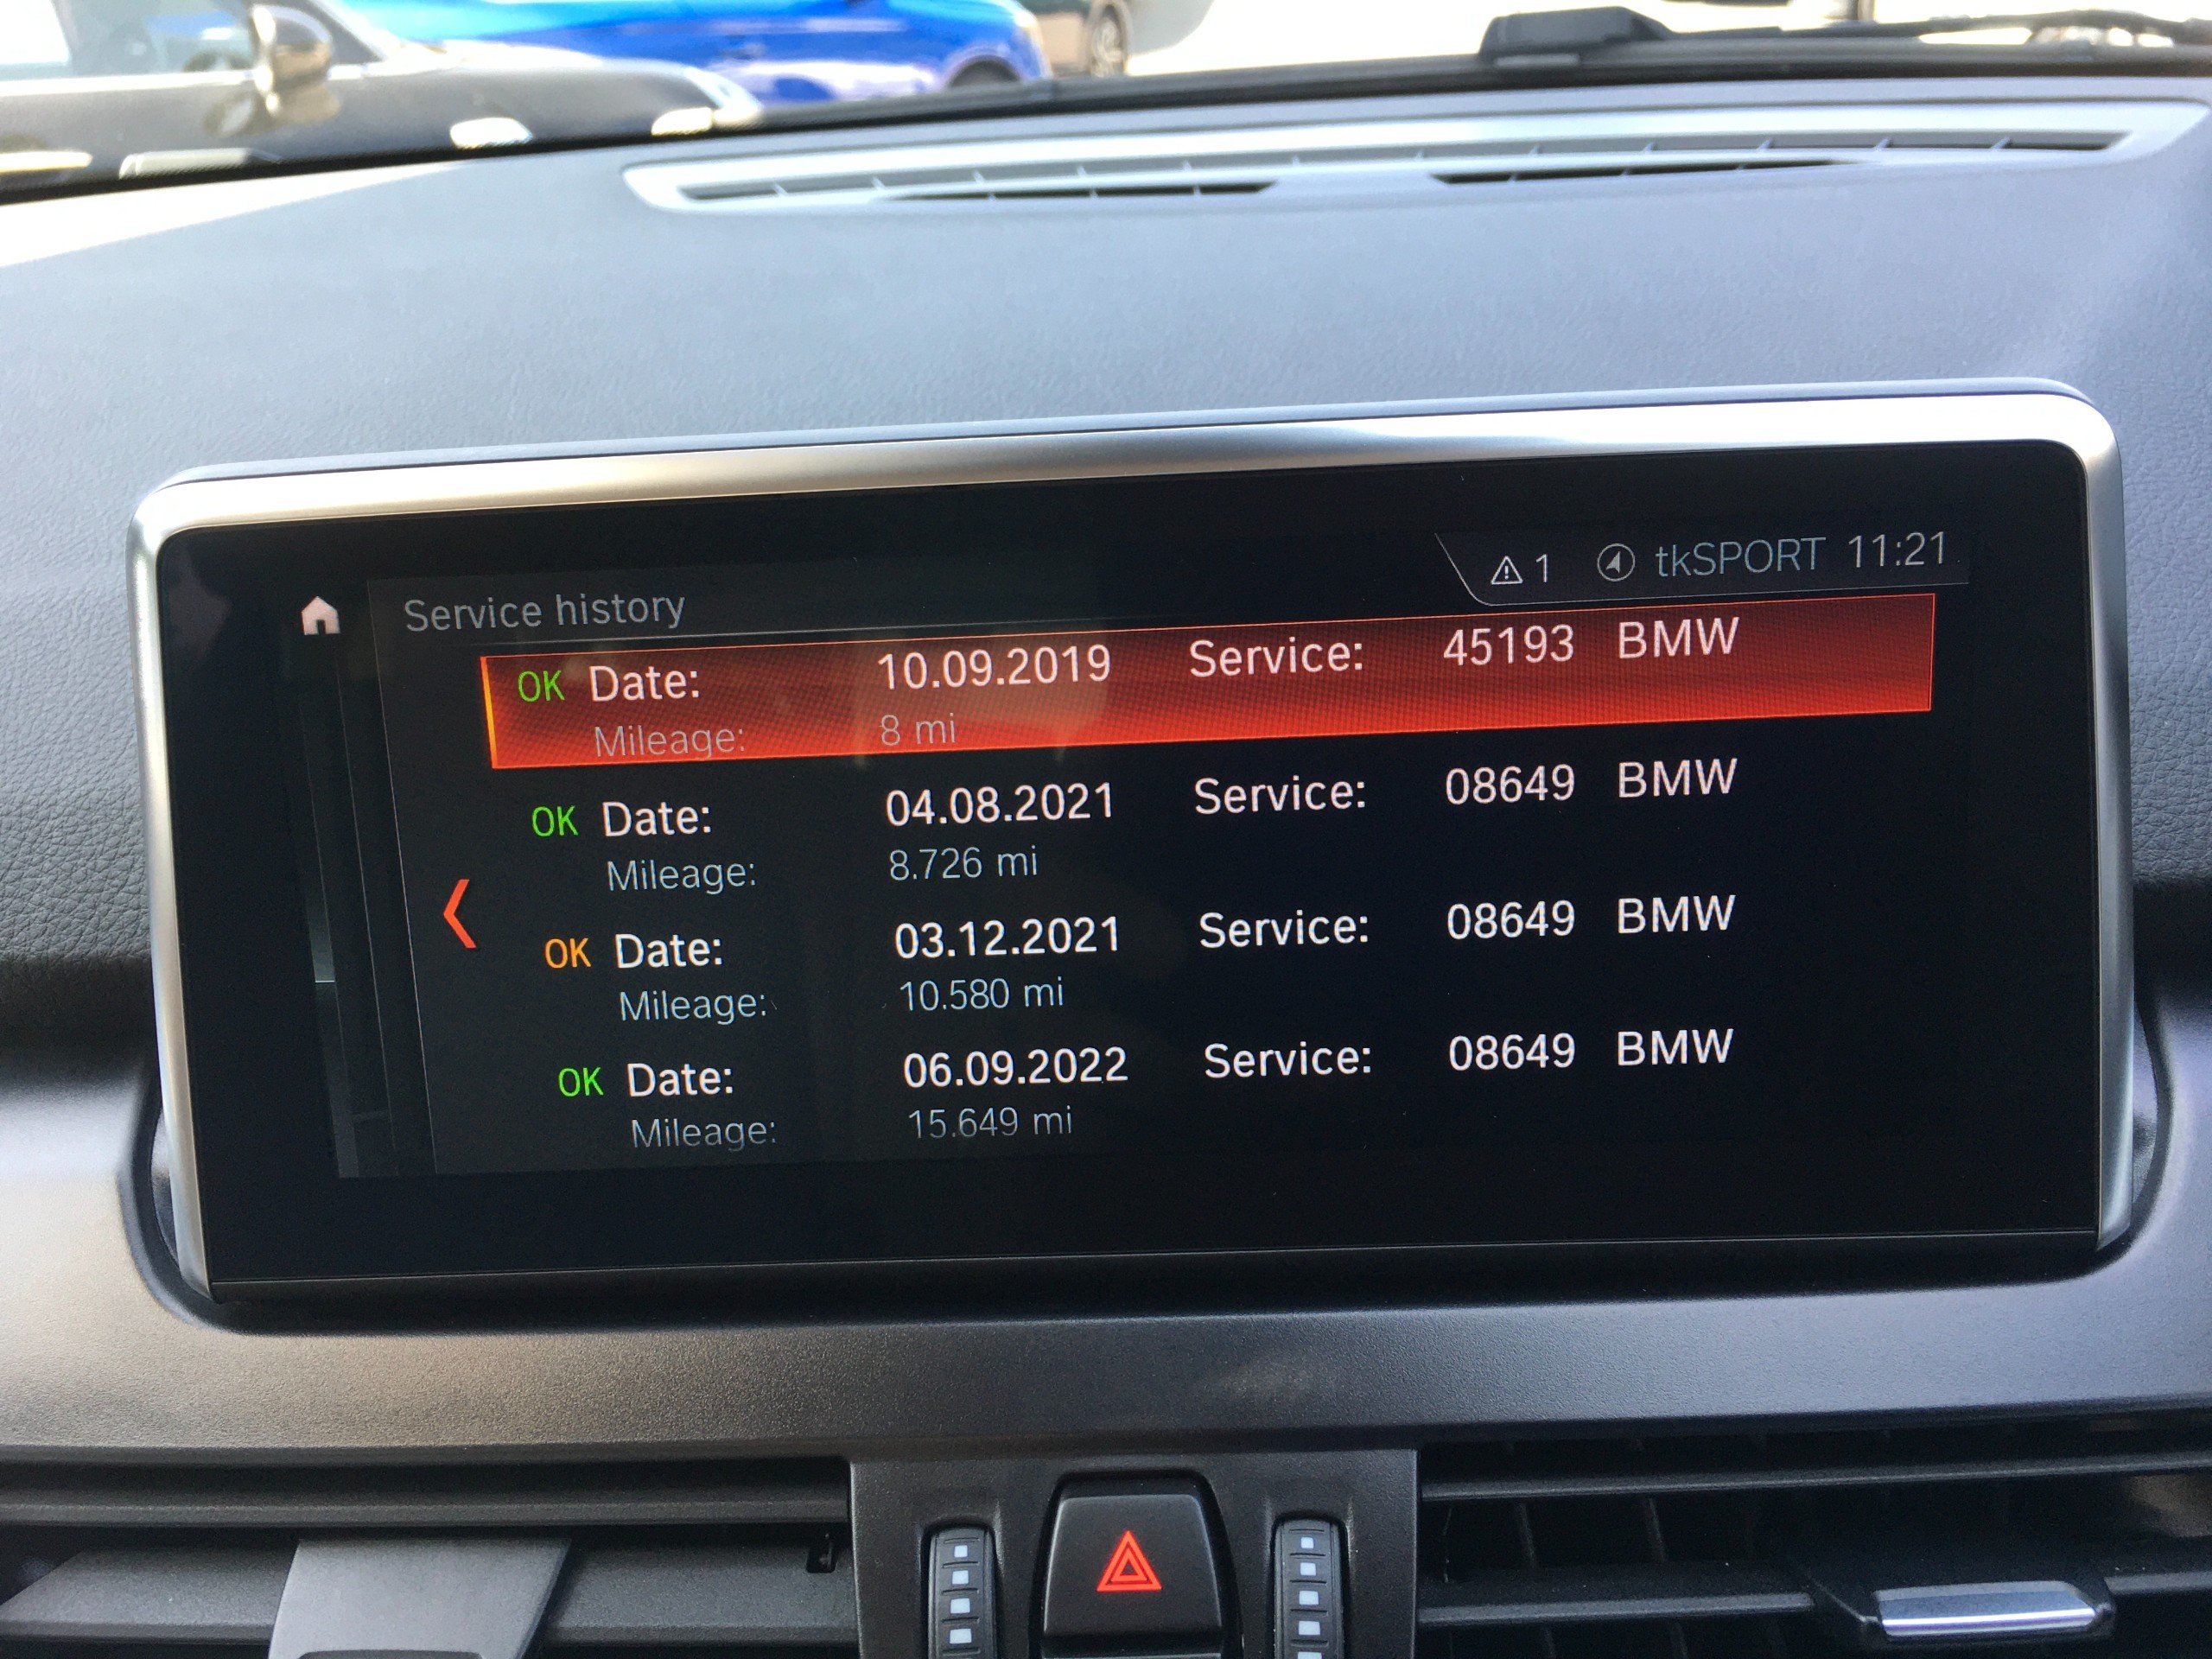 1 tkSPORT 11:21
Service history
OK Date: 10.09.2019 Service: 45193 BMW
Mileage: 8 mi
OK Date: 04.08.2021 Service: 08649 BMW
Mileage: 8.726 mi
OK Date: 03.12.2021 Service: 08649 BMW
Mileage: 10.580 mi
OK Date: 06.09.2022 Service: 08649 BMW
Mileage: 15.649 mi